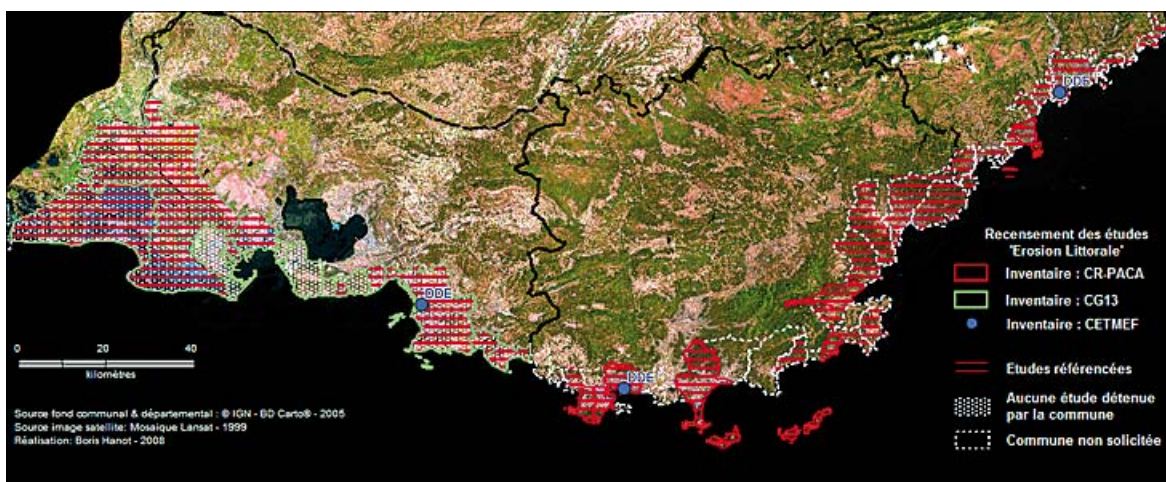 DDE
DDE
DDE
0 20 40
kilomètres
Source fond communal & départemental : © IGN - BD Carto® - 2005
Source image satellite: Mosaique Lansat - 1999
Réalisation: Boris Hanot - 2008
Recensement des études
"Erosion Littorale"
Inventaire : CR-PACA
Inventaire : CG13
Inventaire : CETMEF
Etudes référencées
Aucune étude détenue
par la commune
Commune non solicitée